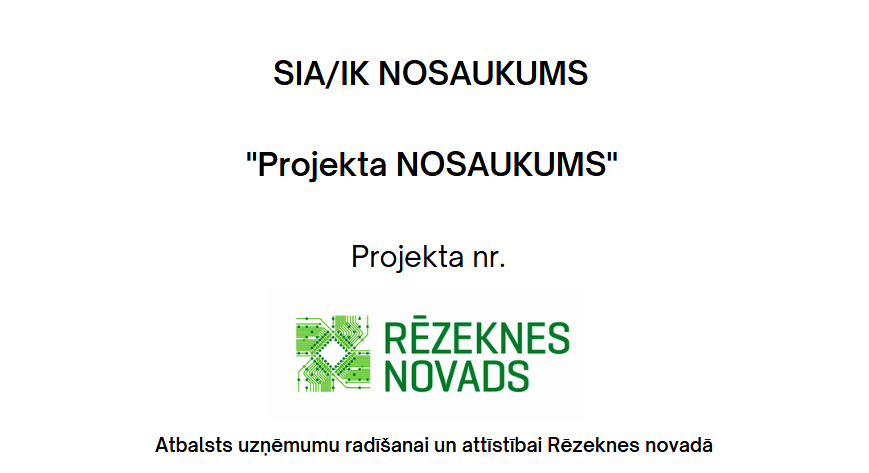 SIA/IK NOSAUKUMS
"Projekta NOSAUKUMS"
Projekta nr.
RĒZEKNES
NOVADS
Atbalsts uzņēmumu radīšanai un attīstībai Rēzeknes novadā